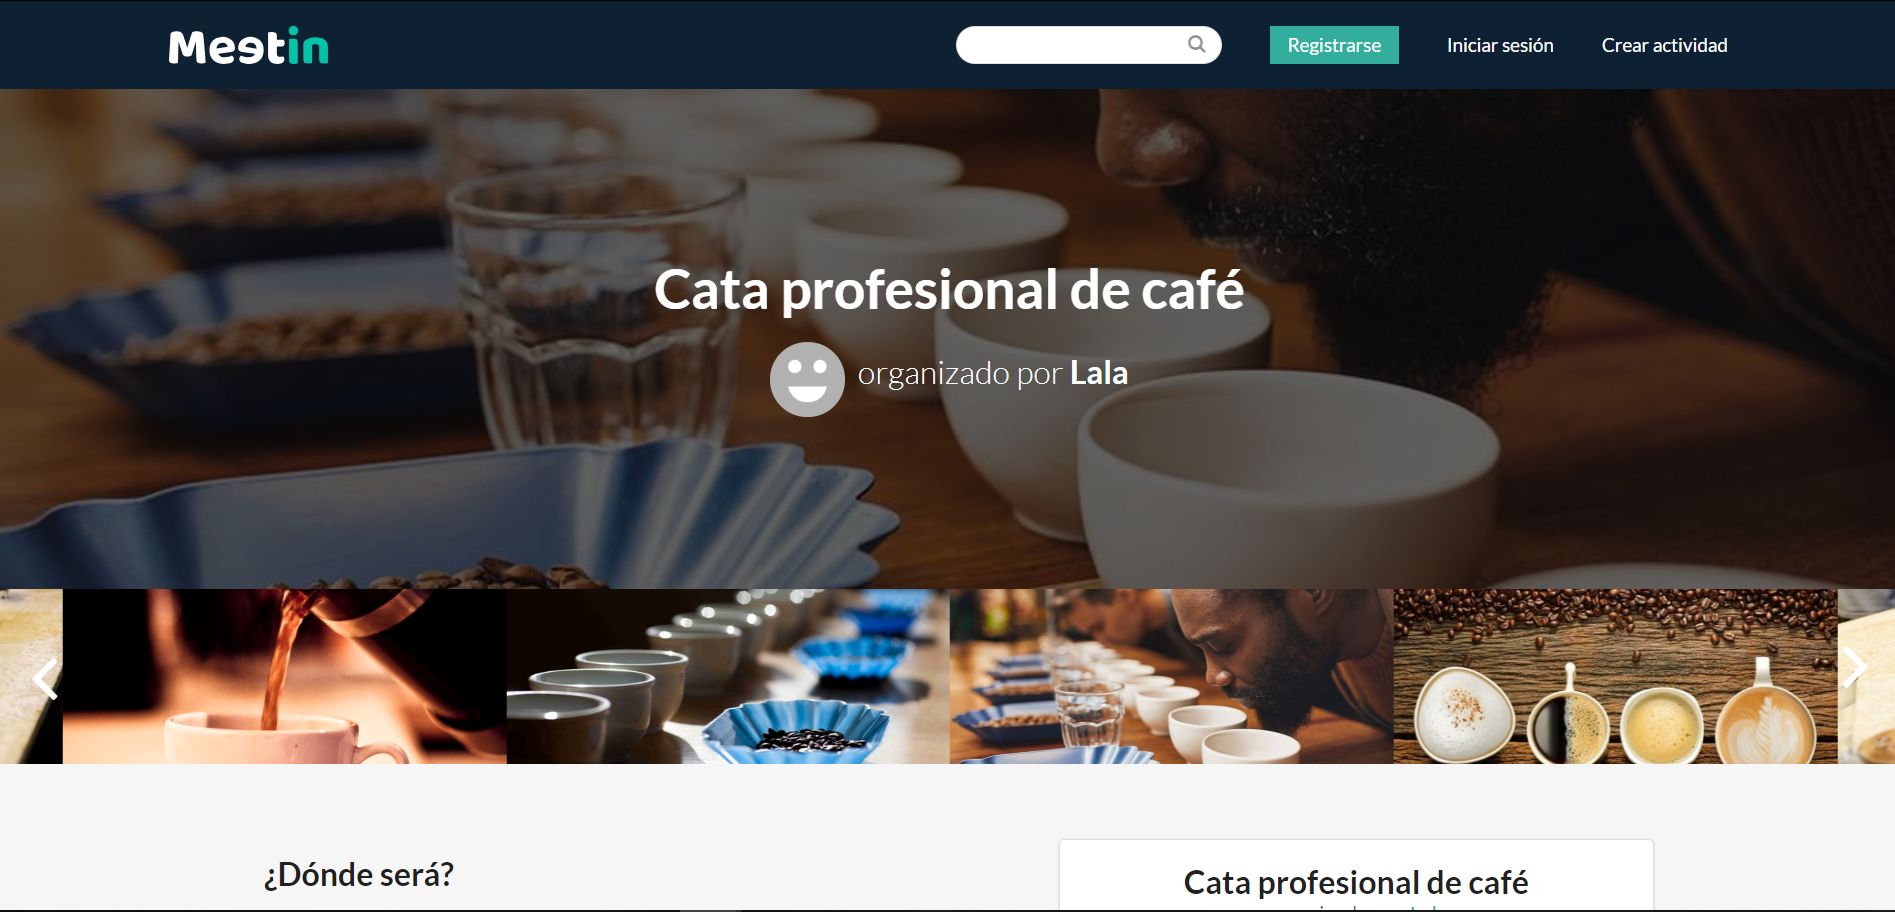 Meetin
Registrarse
Iniciar sesión
Crear actividad
Cata profesional de café
organizado por Lala
¿Dónde será?
Cata profesional de café